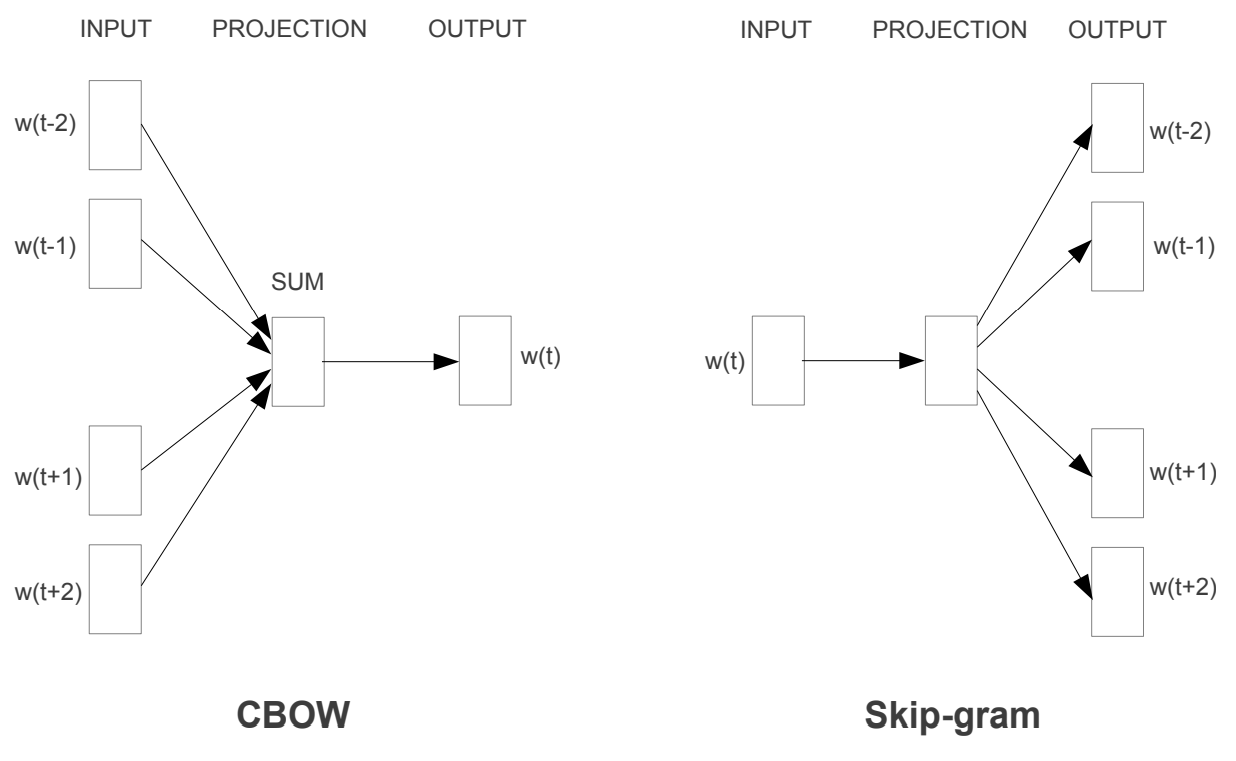 INPUT PROJECTION OUTPUT
w(t-2)
w(t-1)
SUM
w(t)
w(t+1)
w(t+2)
CBOW
INPUT PROJECTION OUTPUT
w(t-2)
w(t-1)
w(t)
w(t+1)
w(t+2)
Skip-gram